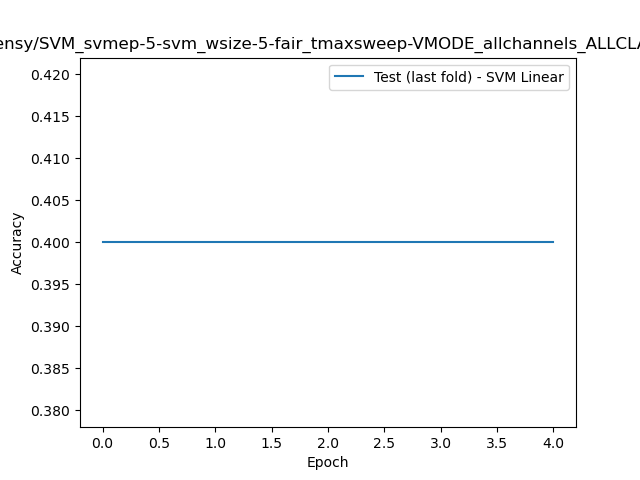 ensy/SVM_svmep-5-svm_wsize-5-fair_tmaxsweep-VMODE_allchannels_ALLCLA
Test (last fold) - SVM Linear
0.420
0.415
0.410
0.405
0.400
0.395
0.390
0.385
0.380
Accuracy
0.0 0.5 1.0 1.5 2.0 2.5 3.0 3.5 4.0
Epoch